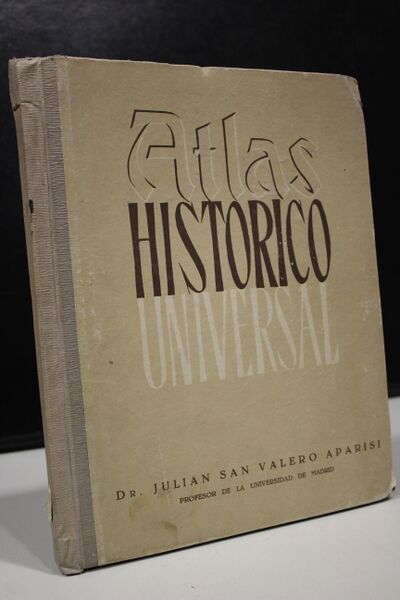 Atlas
HISTORICO
UNIVERSAL
DR. JULIAN SAN VALERO APARISI
PROFESOR DE LA UNIVERSIDAD DE MADRID